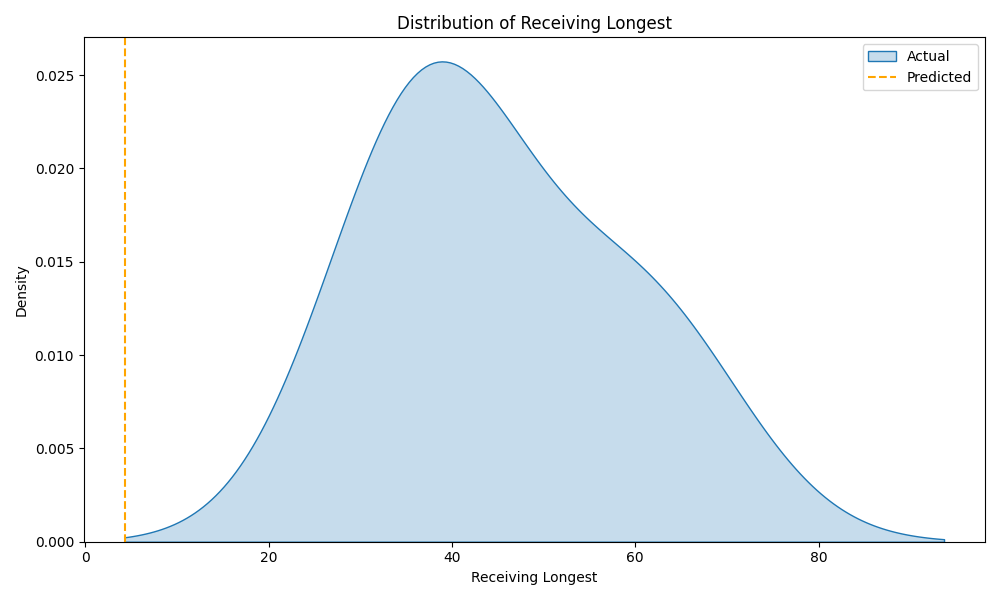 Distribution of Receiving Longest
Actual
Predicted
0.025
0.020
0.015
0.010
0.005
0.000
Density
0 20 40 60 80
Receiving Longest